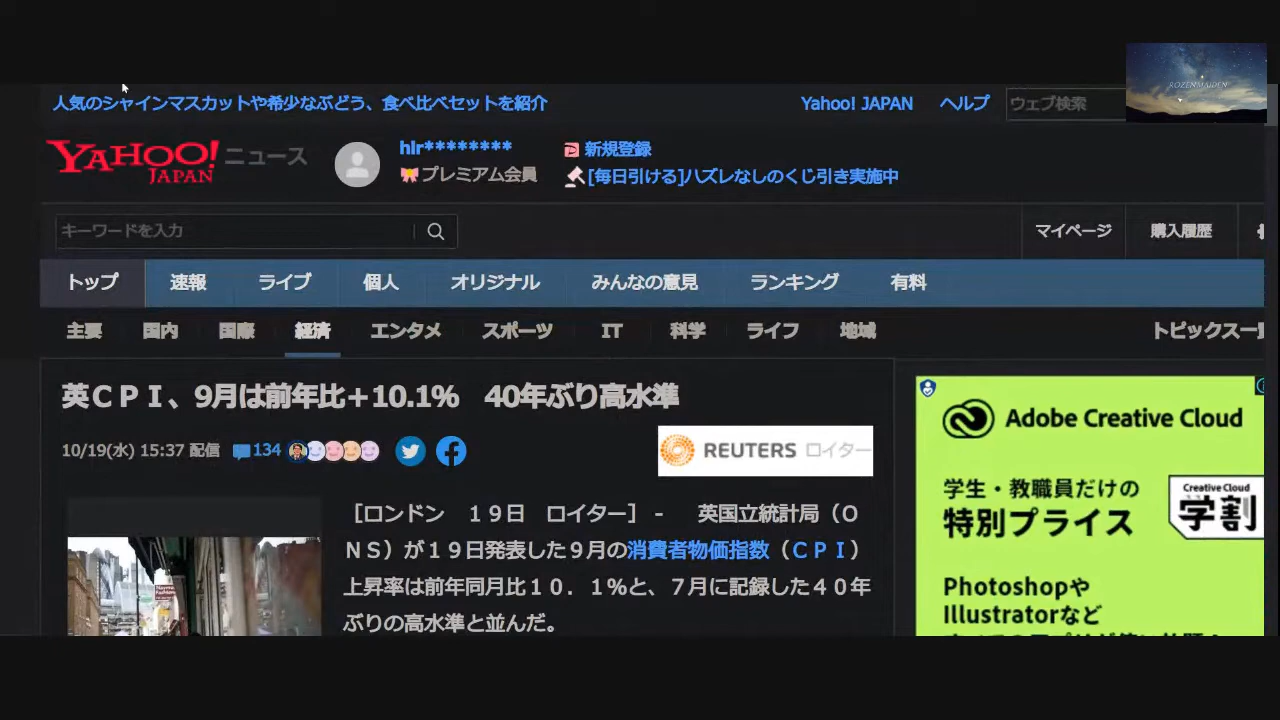 人気のシャインマスカットや希少なぶどう、食べ比べセットを紹介
Yahoo! JAPAN ヘルプ ウェブ検索
ROZENMAIDEN
YAHOO! JAPAN ニュース
hlr********
プレミアム会員
新規登録
[毎日引ける]ハズレなしのくじ引き実施中
キーワードを入力
マイページ 購入履歴
トップ 速報 ライブ 個人 オリジナル みんなの意見 ランキング 有料
主要 国内 国際 経済 エンタメ スポーツ IT 科学 ライフ 地域 トピックス一
英ＣＰＩ、9月は前年比＋10.1% 40年ぶり高水準
10/19(水) 15:37 配信 134
REUTERS ロイター
［ロンドン　１９日　ロイター］ -　英国立統計局（Ｏ
ＮＳ）が１９日発表した９月の消費者物価指数（ＣＰＩ）
上昇率は前年同月比１０．１％と、７月に記録した４０年
ぶりの高水準と並んだ。
Adobe Creative Cloud
学生・教職員だけの
特別プライス
Creative Cloud
学割
Photoshopや
Illustratorなど